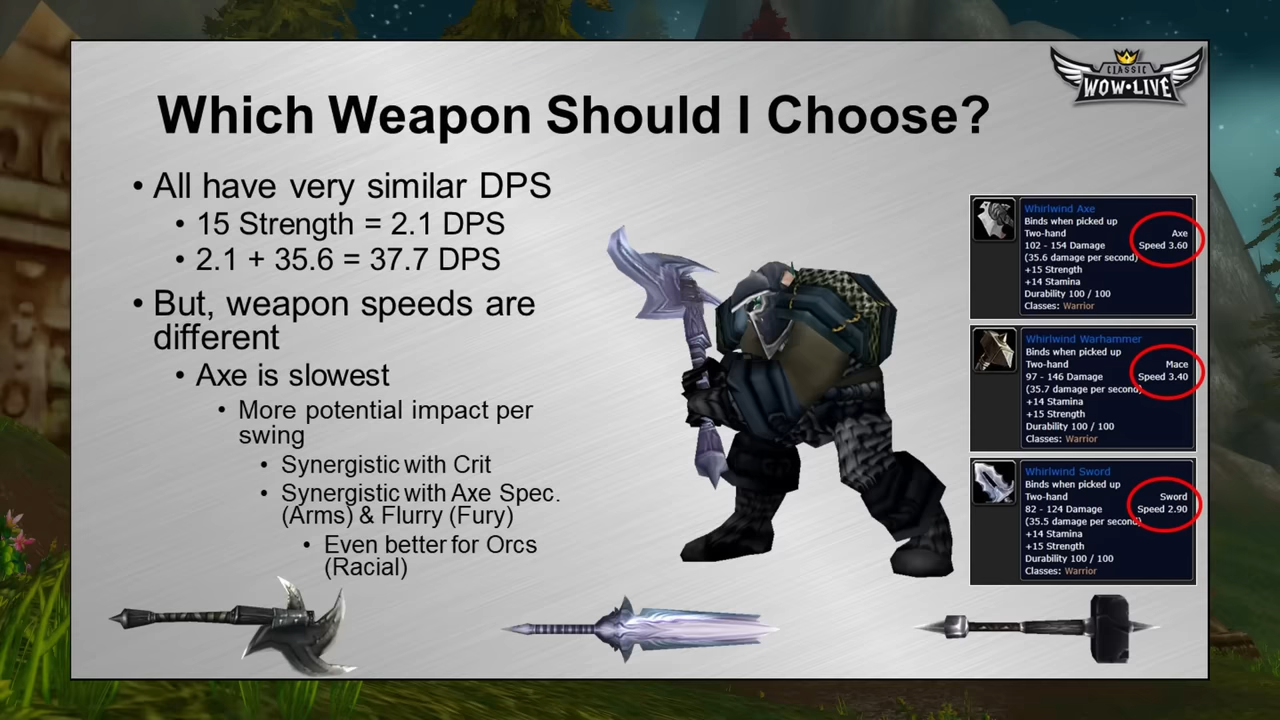 CLASSIC
WOW•LIVE
Which Weapon Should I Choose?
• All have very similar DPS
• 15 Strength = 2.1 DPS
• 2.1 + 35.6 = 37.7 DPS
• But, weapon speeds are
different
• Axe is slowest
• More potential impact per
swing
• Synergistic with Crit
• Synergistic with Axe Spec.
(Arms) & Flurry (Fury)
• Even better for Orcs
(Racial)
Whirlwind Axe
Binds when picked up
Two-hand Axe
102 - 154 Damage Speed 3.60
(35.6 damage per second)
+15 Strength
+14 Stamina
Durability 100 / 100
Classes: Warrior
Whirlwind Warhammer
Binds when picked up
Two-hand Mace
97 - 146 Damage Speed 3.40
(35.7 damage per second)
+14 Stamina
+15 Strength
Durability 100 / 100
Classes: Warrior
Whirlwind Sword
Binds when picked up
Two-hand Sword
82 - 124 Damage Speed 2.90
(35.5 damage per second)
+14 Stamina
+15 Strength
Durability 100 / 100
Classes: Warrior